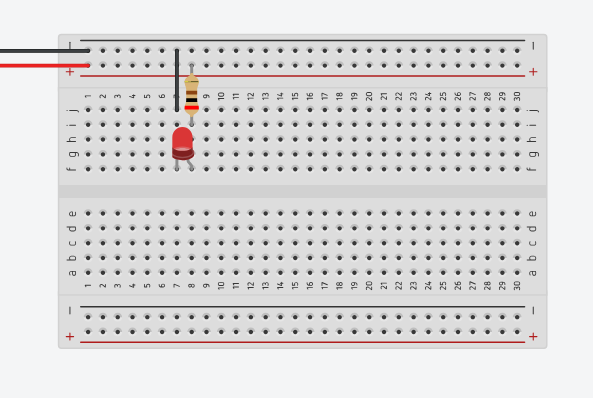 − −
+ +
1 2 3 4 5 6 7 8 9 10 11 12 13 14 15 16 17 18 19 20 21 22 23 24 25 26 27 28 29 30
j j
i i
h h
g g
f f
e e
d d
c c
b b
a a
1 2 3 4 5 6 7 8 9 10 11 12 13 14 15 16 17 18 19 20 21 22 23 24 25 26 27 28 29 30
− −
+ +